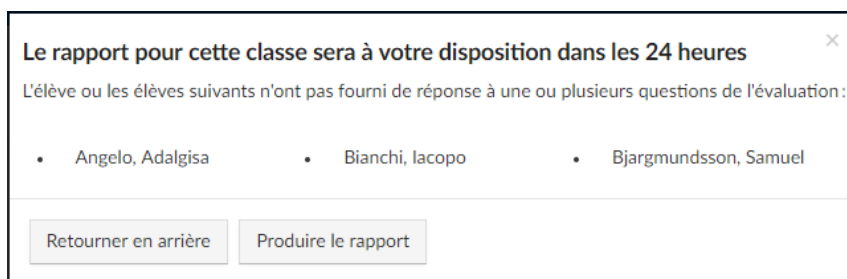 Le rapport pour cette classe sera à votre disposition dans les 24 heures
×
L'élève ou les élèves suivants n'ont pas fourni de réponse à une ou plusieurs questions de l'évaluation :
• Angelo, Adalgisa • Bianchi, Iacopo • Bjargmundsson, Samuel
Retourner en arrière Produire le rapport